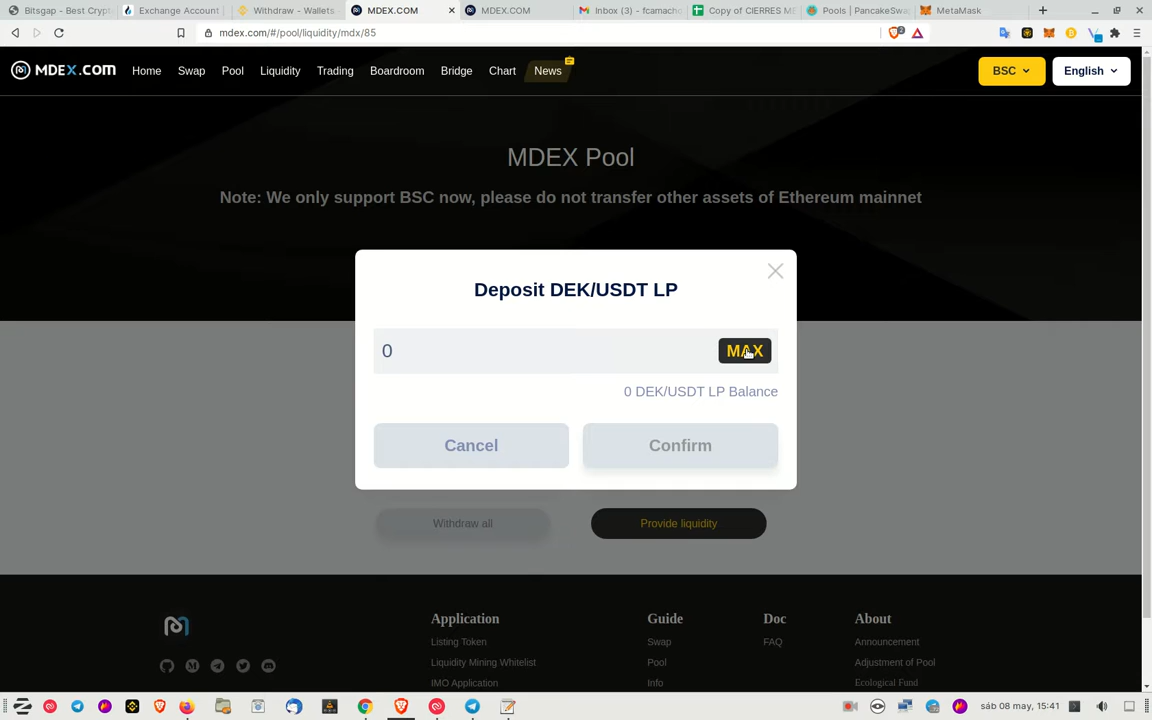 Bitsgap - Best Crypt
Exchange Account
Withdraw - Wallets
MDEX.COM
MDEX.COM
Inbox (3) - fcamacho
Copy of CIERRES ME
Pools | PancakeSwap
MetaMask
mdex.com/#/pool/liquidity/mdx/85
2
MDEX.COM
Home
Swap
Pool
Liquidity
Trading
Boardroom
Bridge
Chart
News
BSC
English
MDEX Pool
Note: We only support BSC now, please do not transfer other assets of Ethereum mainnet
Deposit DEK/USDT LP
0
MAX
0 DEK/USDT LP Balance
Cancel
Confirm
Withdraw all
Provide liquidity
Application
Guide
Doc
About
Listing Token
Swap
FAQ
Announcement
Liquidity Mining Whitelist
Pool
Adjustment of Pool
IMO Application
Info
Ecological Fund
sáb 08 may, 15:41